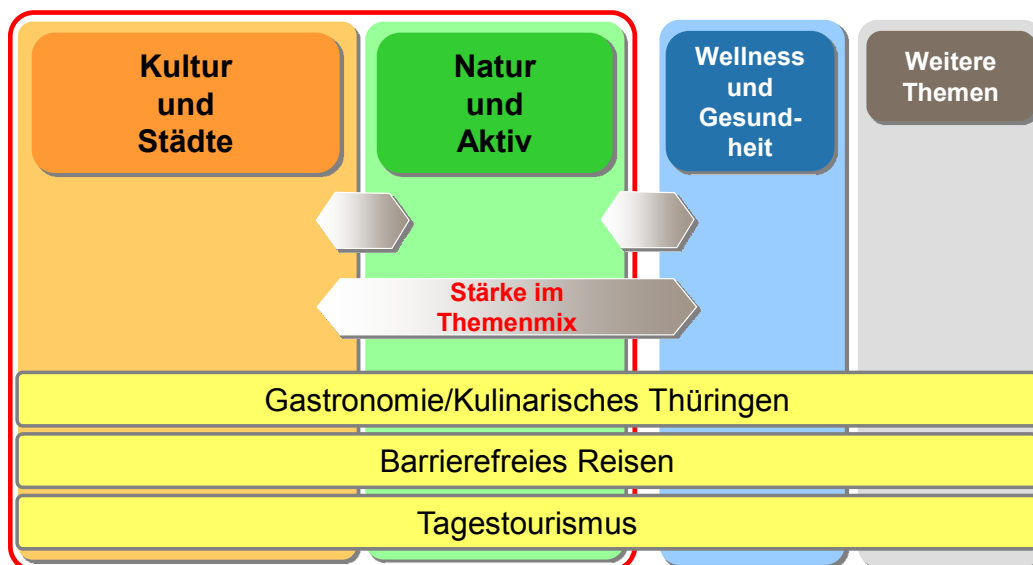 Kultur
und
Städte
Natur
und
Aktiv
Wellness
und
Gesund-
heit
Weitere
Themen
Stärke im
Themenmix
Gastronomie/Kulinarisches Thüringen
Barrierefreies Reisen
Tagestourismus